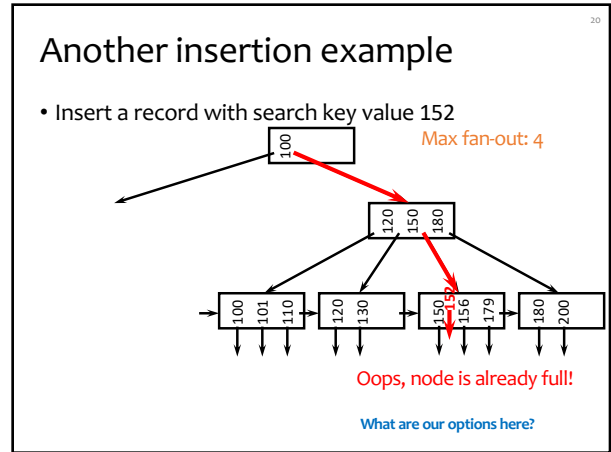 20
Another insertion example
• Insert a record with search key value 152
Max fan-out: 4
100
120 150 180
100 101 110 120 130 150 152 156 179 180 200
Oops, node is already full!
What are our options here?